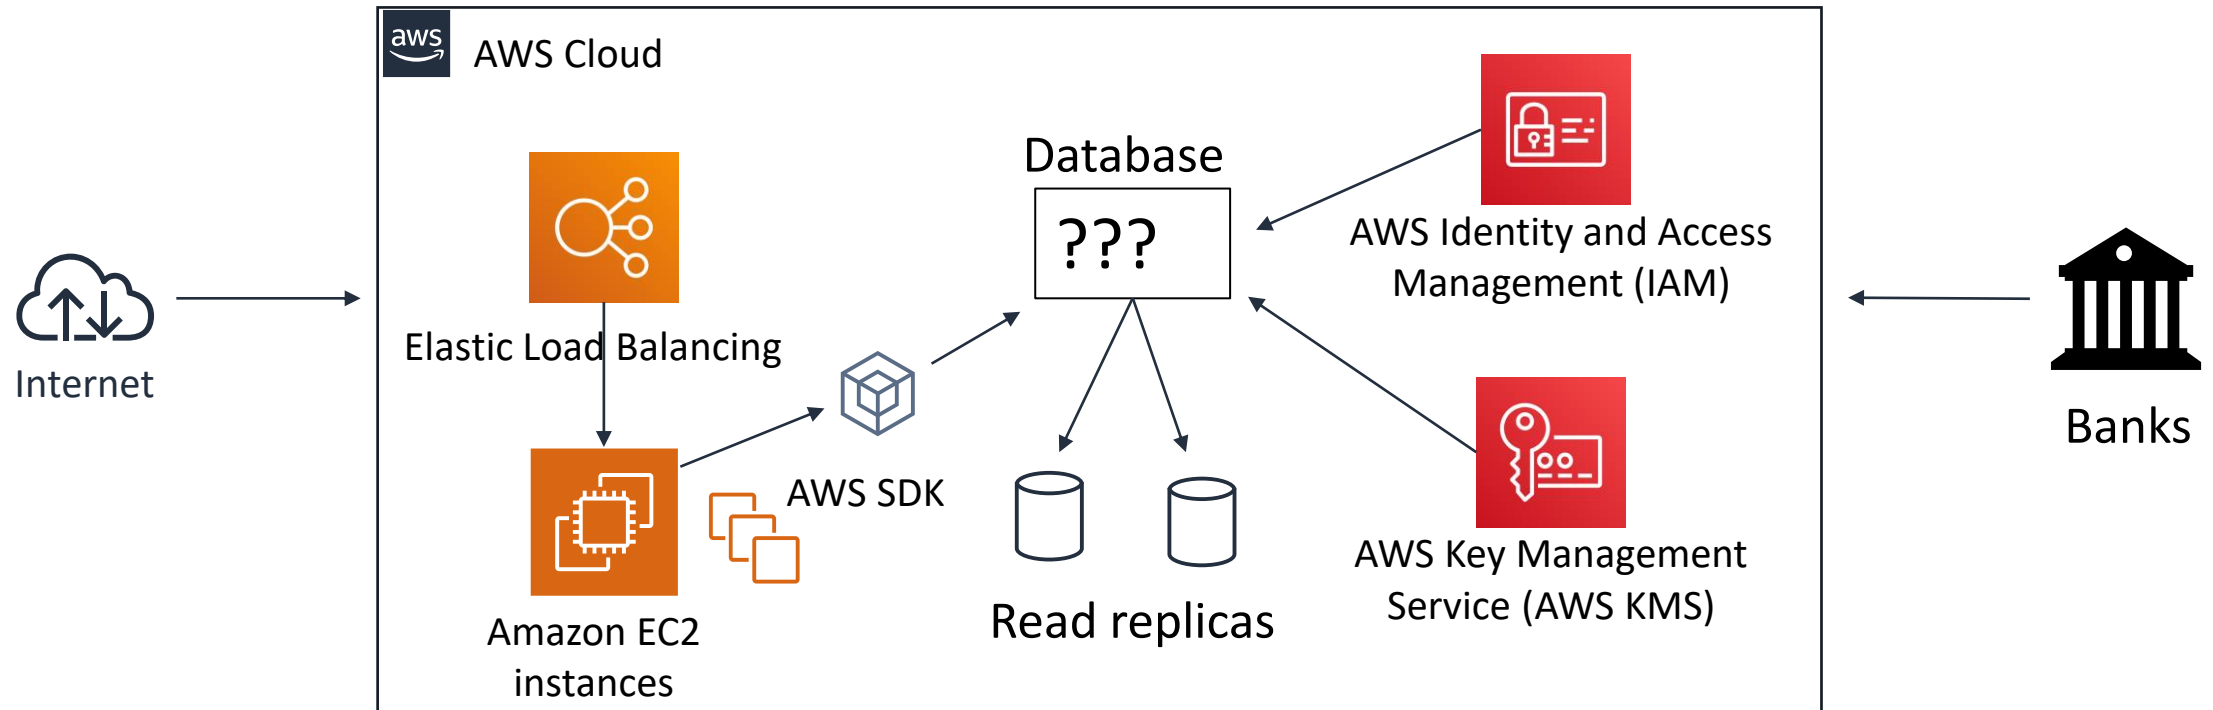 aws
AWS Cloud
Database
???
AWS Identity and Access
Management (IAM)
Elastic Load Balancing
Internet
Banks
AWS SDK
AWS Key Management
Service (AWS KMS)
Read replicas
Amazon EC2
instances